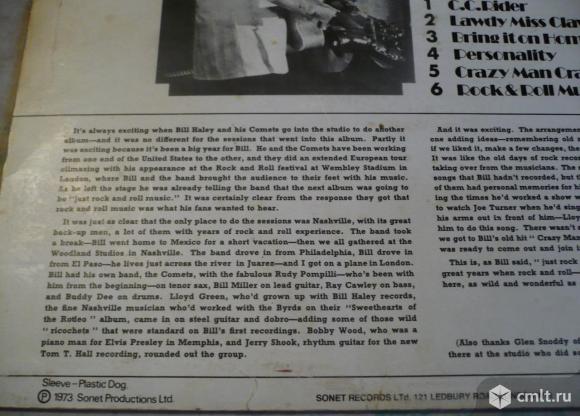 1 C.C.Rider
2 Lawdy Miss Claw
3 Bring it on Hom
4 Personality
5 Crazy Man Cra
6 Rock & Roll Mu
It's always exciting when Bill Haley and his Comets go into the studio to do another
album—and it was no different for the sessions that went into this album. Partly it
was exciting because it's been a big year for Bill. He and the Comets have been working
from one end of the United States to the other, and they did an extended European tour
climaxing with his appearance at the Rock and Roll festival at Wembley Stadium in
London, where Bill and the band brought the audience to their feet with his music.
As he left the stage he was already telling the band that the next album was going to
be "just rock and roll music." It was certainly clear from the response they got that
rock and roll music was what his fans wanted to hear.
It was just as clear that the only place to do the sessions was Nashville, with its great
back-up men, a lot of them with years of rock and roll experience. The band took
a break—Bill went home to Mexico for a short vacation—then we all gathered at the
Woodland Studios in Nashville. The band drove in from Philadelphia, Bill drove in
from El Paso—he lives just across the river in Juarez—and I got on a plane in London.
Bill had his own band, the Comets, with the fabulous Rudy Pompilli—who's been with
him from the beginning—on tenor sax, Bill Miller on lead guitar, Ray Cawley on bass,
and Buddy Dee on drums. Lloyd Green, who'd grown up with Bill Haley records,
the fine Nashville musician who'd worked with the Byrds on their "Sweethearts of
the Rotleo" album, came in on steel guitar and dobro—adding some of those wild
"ricochets" that were standard on Bill's first recordings. Bobby Wood, who was a
piano man for Elvis Presley in Memphis, and Jerry Shook, rhythm guitar for the new
Tom T. Hall recording, rounded out the group.
And it was exciting. The arrangeme
one adding ideas—remembering old s
if we liked it, make a few changes, the
It was like the old days of rock recor
taking over from the musicians. The s
songs that Bill hadn't recorded, but t
of them had personal memories for h
ing the times he'd worked a show w
to watch Joe Turner when he'd sing
his arms out in front of him—Lloy
him to do this song. There wasn't
we got to Bill's old hit "Crazy Man
was ready to come out and join in
This is, as Bill said, "just rock
great years when rock and roll—
here, as wild and wonderful as
(Also thanks Glen Snoddy of
there at the studio who did so
Sleeve-Plastic Dog.
Ⓟ 1973 Sonet Productions Ltd.
SONET RECORDS Ltd. 121 LEDBURY ROAD
cmlt.ru